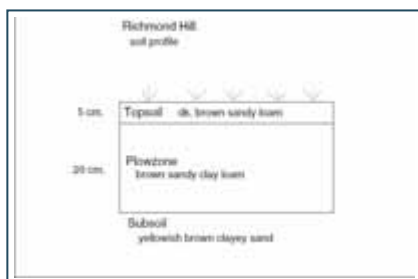 Richmond Hill
soil profile
5 cm.
Topsoil dk. brown sandy loam
20 cm.
Plowzone
brown sandy clay loam
Subsoil
yellowish brown clayey sand